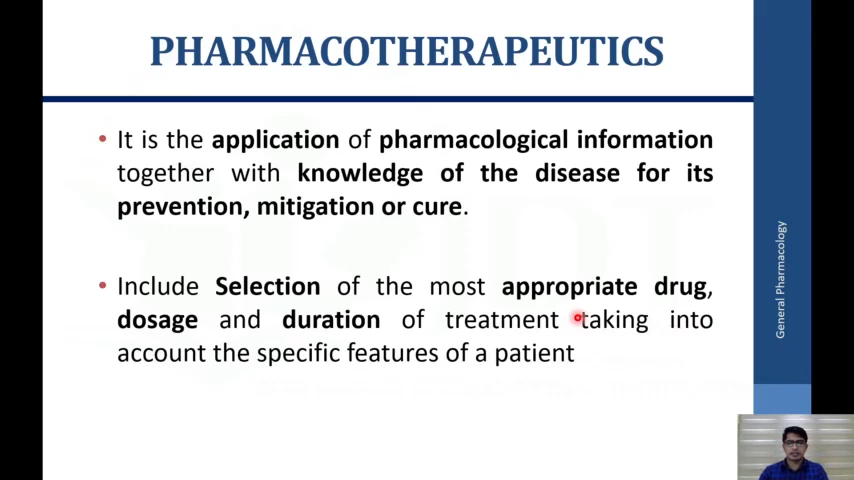 PHARMACOTHERAPEUTICS
• It is the application of pharmacological information
together with knowledge of the disease for its
prevention, mitigation or cure.
• Include Selection of the most appropriate drug,
dosage and duration of treatment taking into
account the specific features of a patient
General Pharmacology